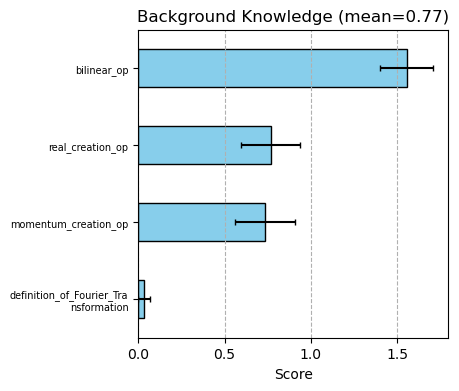 Background Knowledge (mean=0.77)
bilinear_op
real_creation_op
momentum_creation_op
definition_of_Fourier_Tra
nsformation
0.0 0.5 1.0 1.5
Score